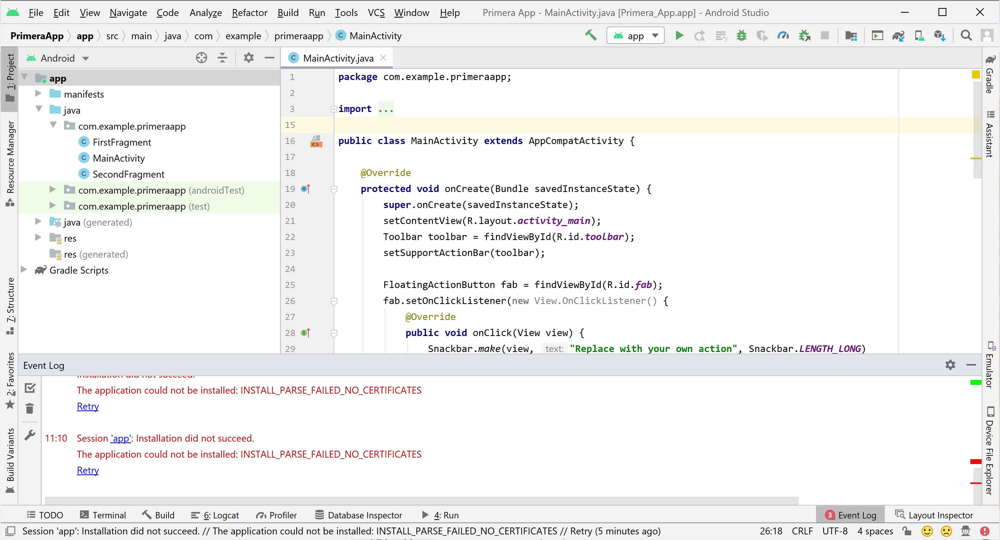 File Edit View Navigate Code Analyze Refactor Build Run Tools VCS Window Help Primera App - MainActivity.java [Primera_App.app] - Android Studio
PrimeraApp app src main java com example primeraapp C MainActivity app
1: Project
Resource Manager
7: Structure
2: Favorites
Build Variants
Android
app
manifests
java
com.example.primeraapp
C FirstFragment
C MainActivity
C SecondFragment
com.example.primeraapp (androidTest)
com.example.primeraapp (test)
java (generated)
res
res (generated)
Gradle Scripts
C MainActivity.java
1 package com.example.primeraapp;
2
3 import ...
15
16 public class MainActivity extends AppCompatActivity {
17
18 @Override
19 protected void onCreate(Bundle savedInstanceState) {
20 super.onCreate(savedInstanceState);
21 setContentView(R.layout.activity_main);
22 Toolbar toolbar = findViewById(R.id.toolbar);
23 setSupportActionBar(toolbar);
24
25 FloatingActionButton fab = findViewById(R.id.fab);
26 fab.setOnClickListener(new View.OnClickListener() {
27 @Override
28 public void onClick(View view) {
29 Snackbar.make(view, text: "Replace with your own action", Snackbar.LENGTH_LONG)
Gradle
Assistant
Emulator
Device File Explorer
Event Log
Installation did not succeed.
The application could not be installed: INSTALL_PARSE_FAILED_NO_CERTIFICATES
Retry
11:10 Session 'app': Installation did not succeed.
The application could not be installed: INSTALL_PARSE_FAILED_NO_CERTIFICATES
Retry
TODO Terminal Build 6: Logcat Profiler Database Inspector 4: Run 3 Event Log Layout Inspector
Session 'app': Installation did not succeed. // The application could not be installed: INSTALL_PARSE_FAILED_NO_CERTIFICATES // Retry (5 minutes ago) 26:18 CRLF UTF-8 4 spaces